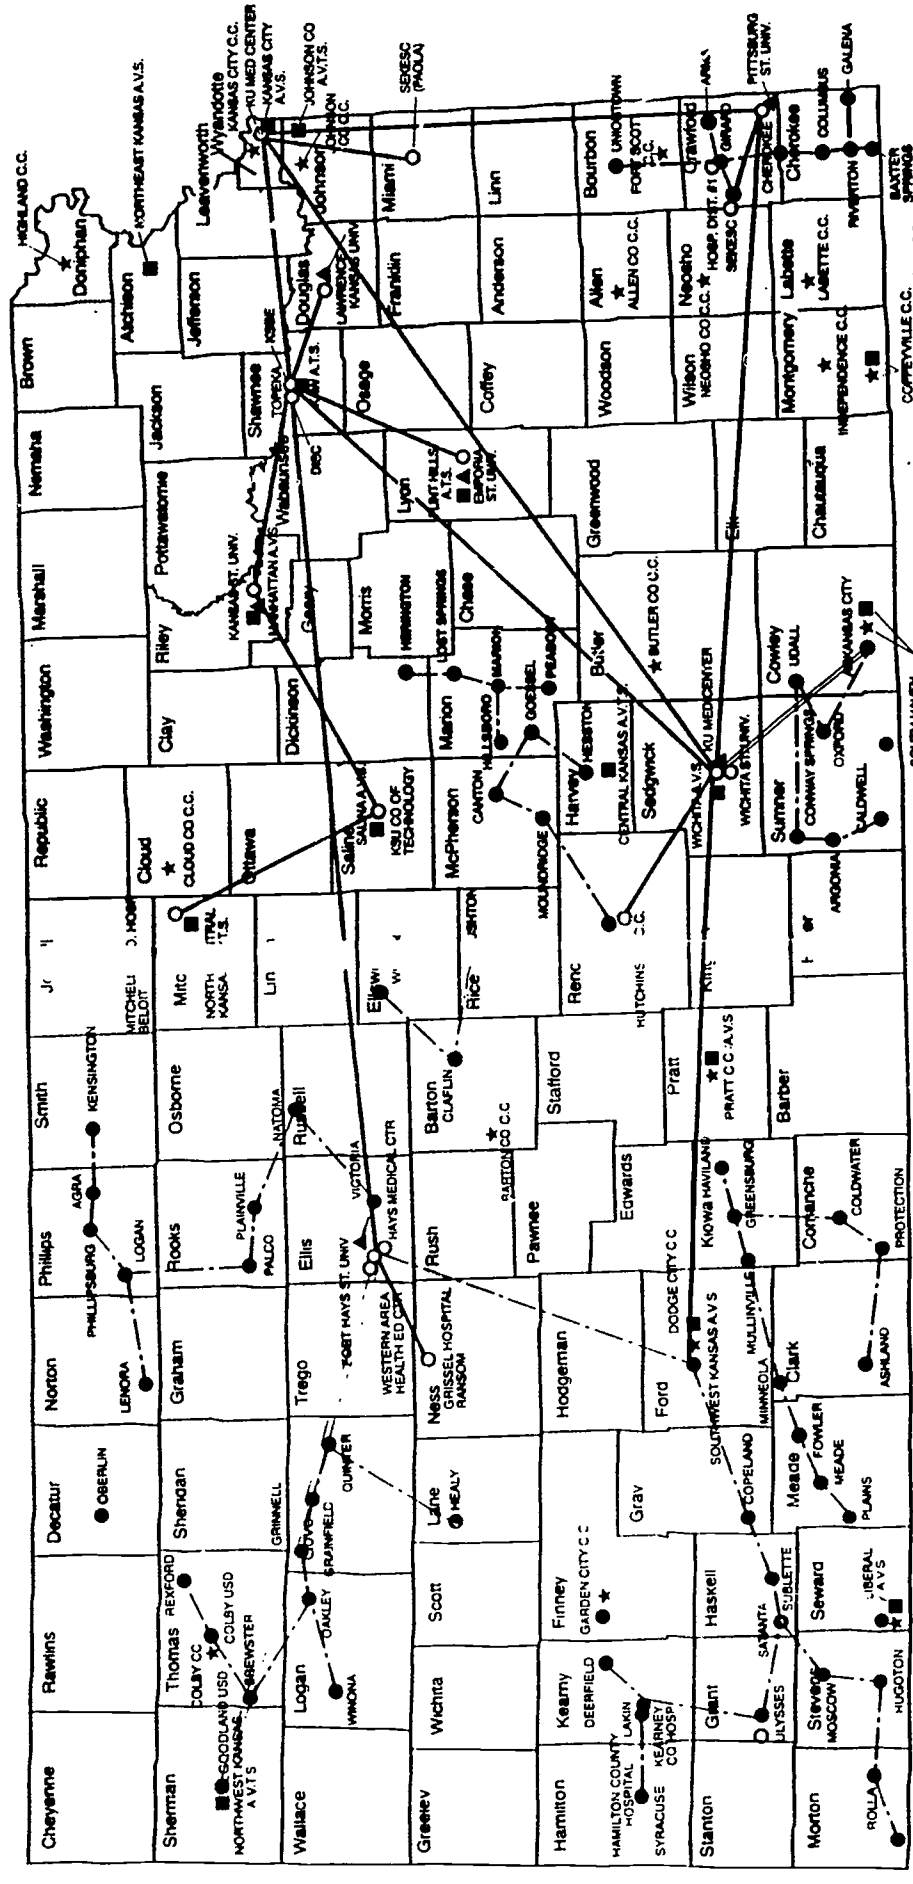 Cheyenne
Rawlins
Decatur
Norton
Phillips
Smith
Republic
Washington
Marshall
Nemaha
Brown
Doniphan
HIGHLAND C.C.
OBERLIN
LENORA
PHILLIPSBURG
AGRA
LOGAN
KENSINGTON
MITCHELL
BELOIT
Atchison
NORTHEAST KANSAS A.V.S.
Sherman
GOODLAND USD
NORTHWEST KANSAS
A.V.T.S
Thomas
REXFORD
COLBY CC
COLBY USD
BREWSTER
Sheridan
Graham
Rooks
PLAINVILLE
PALCO
Osborne
NATOMA
NORTH
Cloud
CLOUD CO C.C.
Clay
Riley
Pottawatomie
Jackson
Jefferson
Leavenworth
Wyandotte
KANSAS CITY C.C.
KU MED CENTER
KANSAS CITY
A.V.S.
JOHNSON CO
A.V.T.S.
JOHNSON
CO C.C.
Johnson
Wallace
Logan
OAKLEY
WINONA
GRINNELL
Gove
GRAINFIELD
QUINTER
Trego
Ellis
VICTORIA
FORT HAYS ST. UNIV
HAYS MEDICAL CTR
WESTERN AREA
HEALTH ED CTR
Russell
Ottawa
Saline
SALINA A.V.S.
KSU CO OF
TECHNOLOGY
Dickinson
Geary
KANSAS ST. UNIV.
MANHATTAN A.V.S.
Wabaunsee
Shawnee
TOPEKA
KSBE
KAW A.T.S.
DISC
Douglas
LAWRENCE
KANSAS UNIV
Greeley
Wichita
Scott
Lane
HEALY
Ness
GRISSEL HOSPITAL
RANSOM
Rush
Barton
CLAFLIN
BARTON CO C.C
Rice
McPherson
CANTON
MOUNDRIDGE
Marion
HILLSBORO
MARION
GOESSEL
PEABODY
HERINGTON
LOST SPRINGS
Morris
Chase
Lyon
FLINT HILLS
A.T.S.
EMPORIA
ST. UNIV.
Osage
Coffey
Franklin
Miami
SEKESC
(PAOLA)
Anderson
Linn
Hamilton
HAMILTON COUNTY
HOSPITAL
SYRACUSE
Kearny
DEERFIELD
LAKIN
KEARNEY
CO HOSP
Finney
GARDEN CITY C C
Gray
Hodgeman
Ford
DODGE CITY C C
SOUTHWEST KANSAS A.V.S
Pawnee
Edwards
Stafford
Pratt
PRATT C C /A.V.S
Reno
Harvey
HESSTON
CENTRAL KANSAS A.V.T.S.
Sedgwick
WICHITA A.V.S.
WICHITA ST. UNIV.
KU MEDICENTER
Butler
BUTLER CO C.C.
Greenwood
Woodson
Allen
ALLEN CO C.C.
Bourbon
UNIONTOWN
FORT SCOTT
C.C.
Stanton
Grant
ULYSSES
SATANTA
Haskell
SUBLETTE
COPELAND
Kiowa
HAVILAND
GREENSBURG
MULLINVILLE
MINNEOLA
Elk
Wilson
Neosho
NEOSHO CO C.C.
HOSP. DIST. #1
SEKESC
GIRARD
Crawford
PITTSBURG
ST. UNIV.
CHEROKEE
Morton
ROLLA
Stevens
MOSCOW
HUGOTON
Seward
LIBERAL
A V S
Meade
FOWLER
MEADE
PLAINS
Clark
ASHLAND
Comanche
COLDWATER
PROTECTION
Barber
ARGONIA
Sumner
CONWAY SPRINGS
CALDWELL
OXFORD
Cowley
UDALL
ARKANSAS CITY
Chautauqua
Montgomery
INDEPENDENCE C.C.
COFFEYVILLE C.C.
Labette
LABETTE C.C.
Cherokee
COLUMBUS
GALENA
RIVERTON
BAXTER
SPRINGS